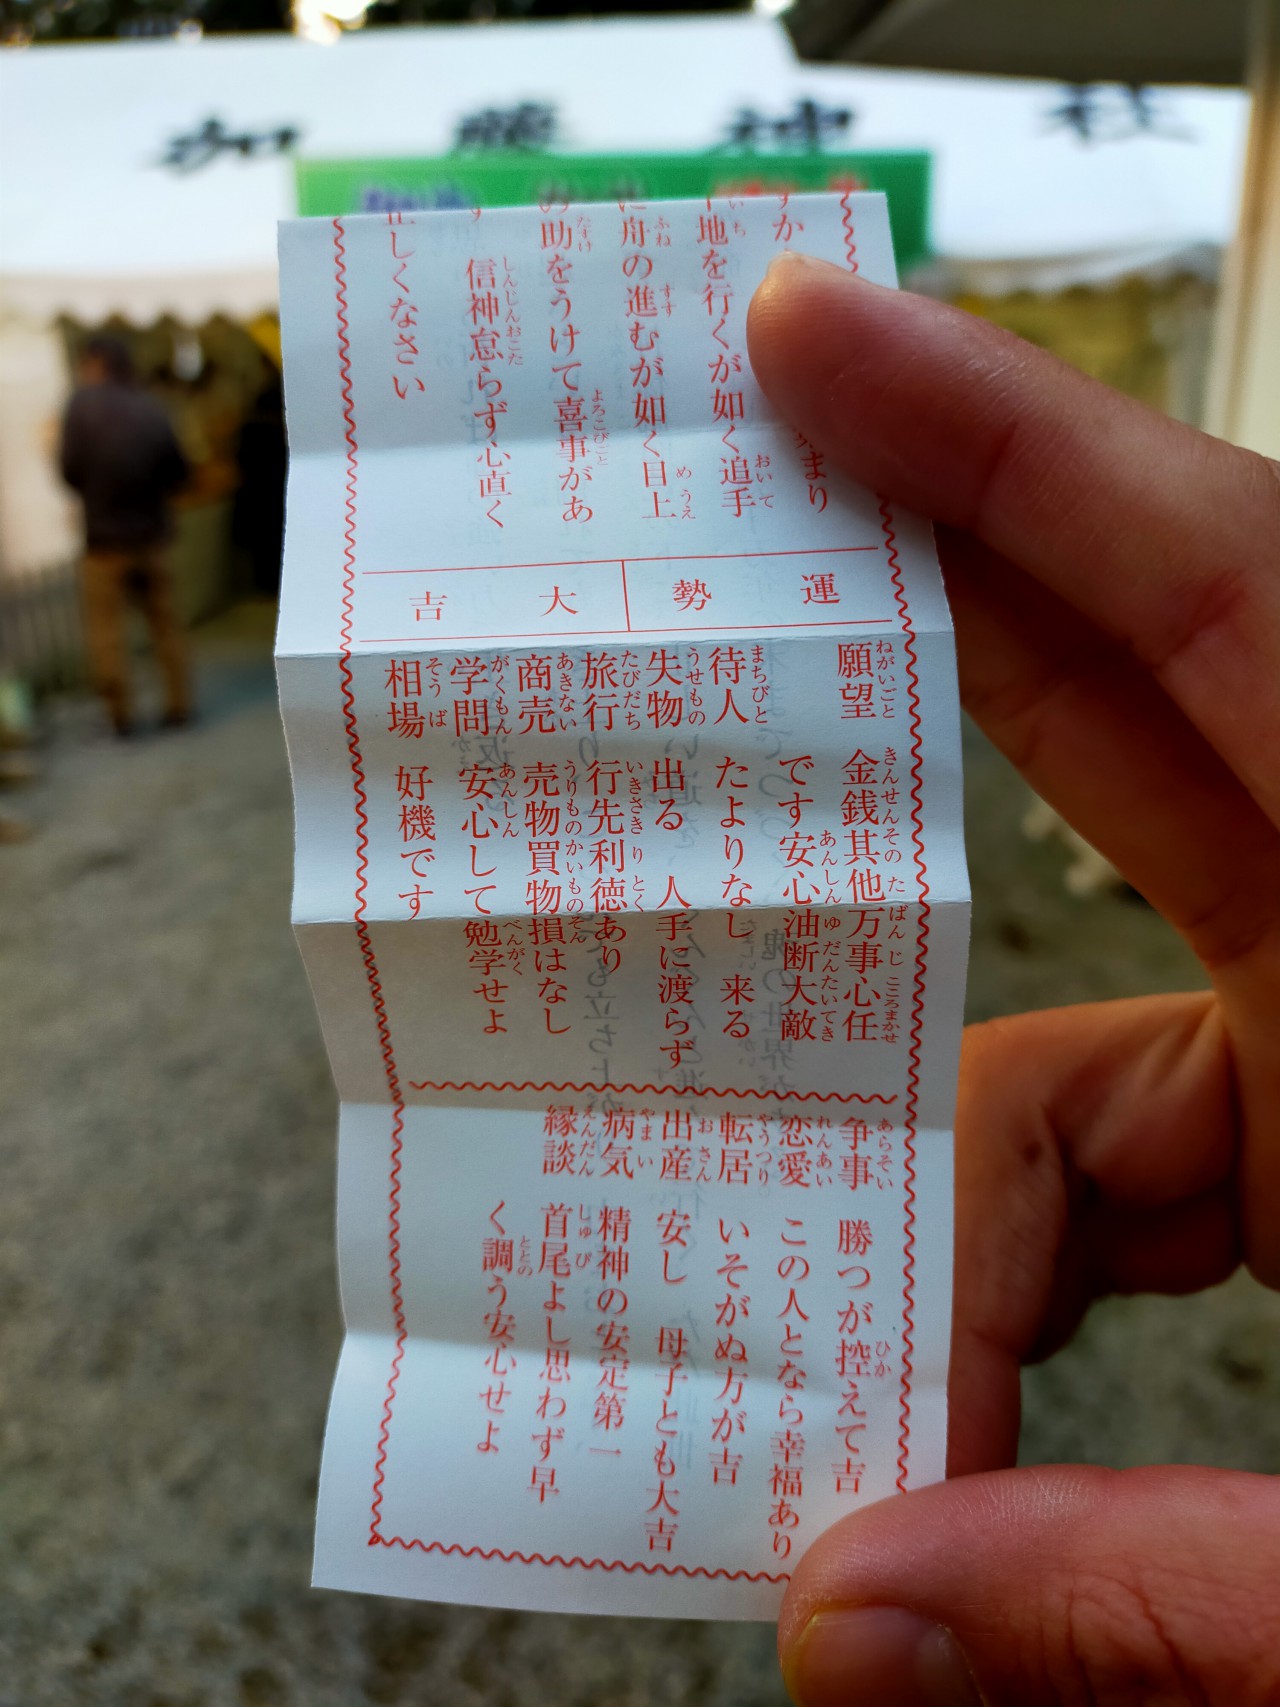 加藤神社
すか
まり
地を行くが如く追手
に舟の進むが如く目上
の助をうけて喜事があ
信神怠らず心直く
正しくなさい
運勢 大吉
願望 金銭其他万事心任
です安心油断大敵
待人 たよりなし 来る
失物 出る 人手に渡らず
旅行 行先利徳あり
商売 売物買物損はなし
学問 安心して勉学せよ
相場 好機です
争事 勝つが控えて吉
恋愛 この人となら幸福あり
転居 いそがぬ方が吉
出産 安し 母子とも大吉
病気 精神の安定第一
縁談 首尾よし思わず早
く調う安心せよ